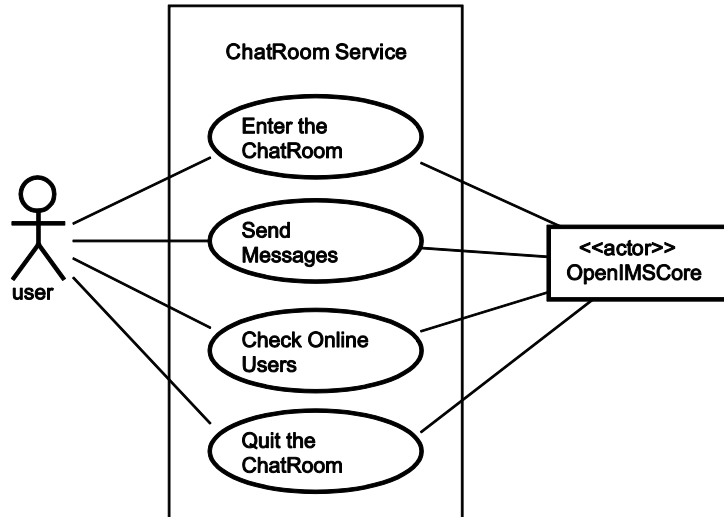 ChatRoom Service
Enter the
ChatRoom
Send
Messages
<<actor>>
OpenIMSCore
user
Check Online
Users
Quit the
ChatRoom